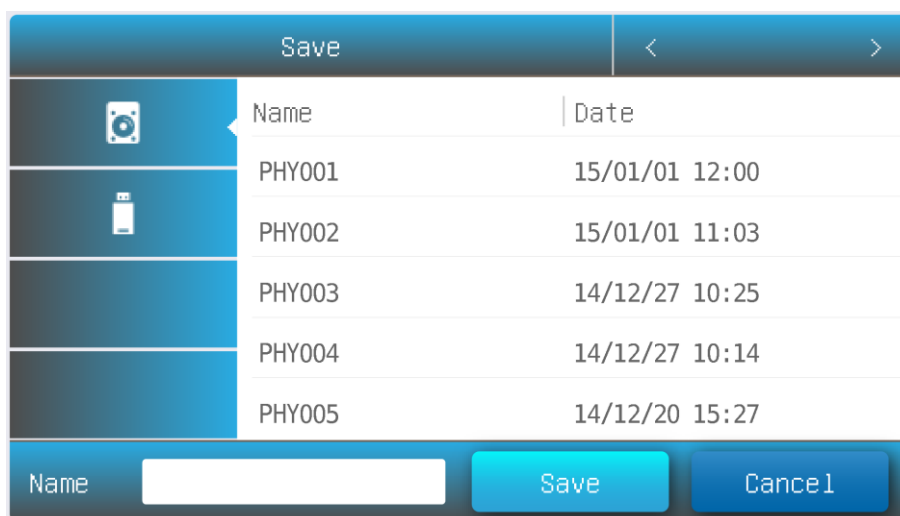 Save < >
Name Date
PHY001 15/01/01 12:00
PHY002 15/01/01 11:03
PHY003 14/12/27 10:25
PHY004 14/12/27 10:14
PHY005 14/12/20 15:27
Name Save Cancel